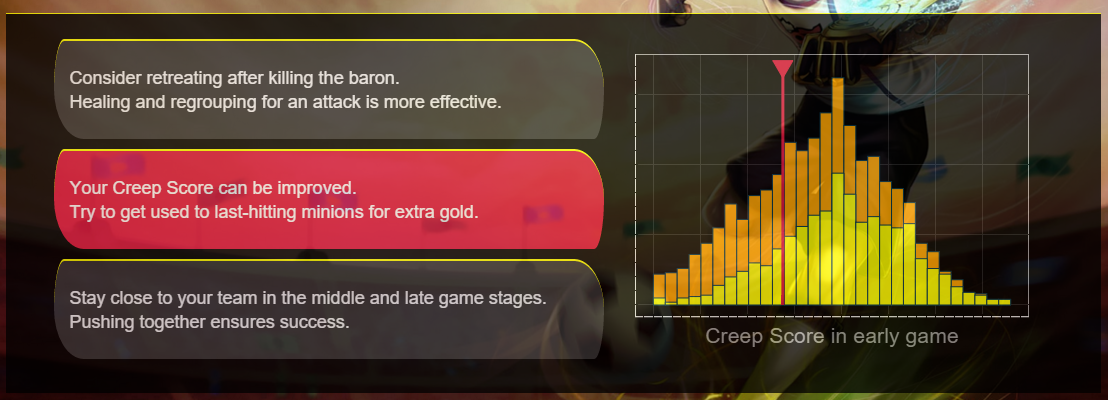 Consider retreating after killing the baron.
Healing and regrouping for an attack is more effective.
Your Creep Score can be improved.
Try to get used to last-hitting minions for extra gold.
Stay close to your team in the middle and late game stages.
Pushing together ensures success.
Creep Score in early game